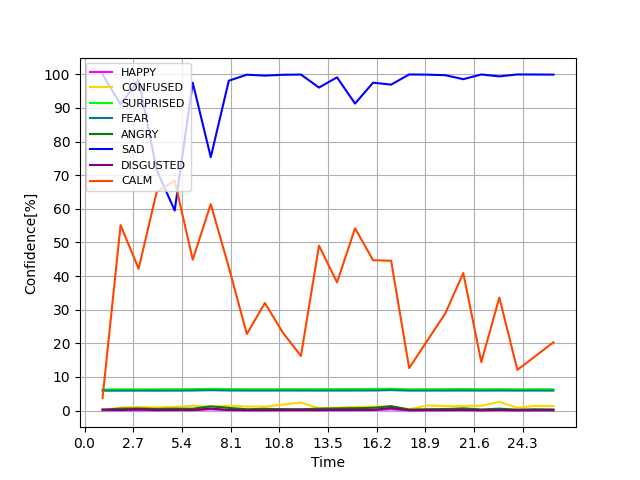 HAPPY
CONFUSED
SURPRISED
FEAR
ANGRY
SAD
DISGUSTED
CALM
100
90
80
70
60
50
40
30
20
10
0
Confidence[%]
0.0 2.7 5.4 8.1 10.8 13.5 16.2 18.9 21.6 24.3
Time